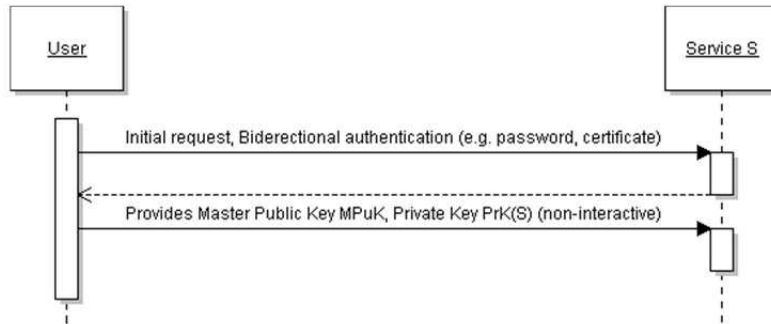 User
Service S
Initial request, Biderectional authentication (e.g. password, certificate)
Provides Master Public Key MPuK, Private Key PrK(S) (non-interactive)